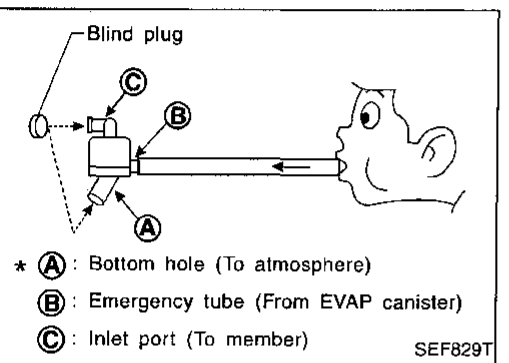 Blind plug
C
B
A
* A : Bottom hole (To atmosphere)
B : Emergency tube (From EVAP canister)
C : Inlet port (To member)
SEF829T